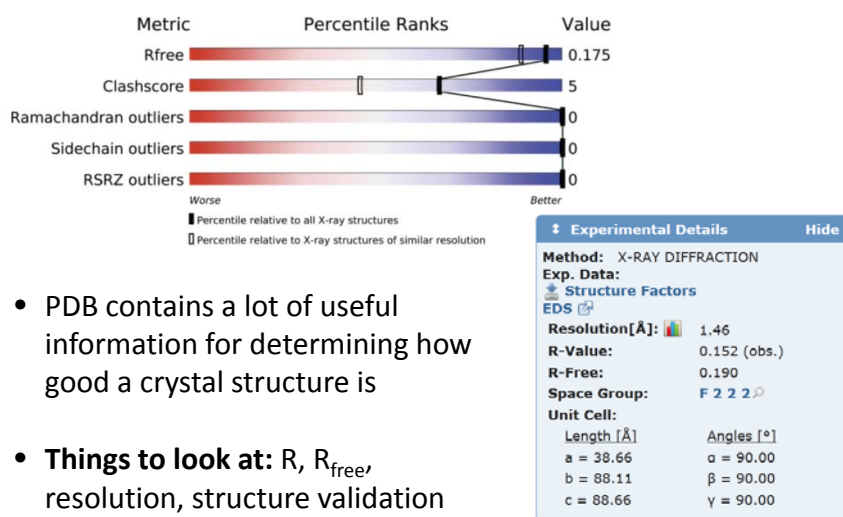 Metric Percentile Ranks Value
Rfree 0.175
Clashscore 5
Ramachandran outliers 0
Sidechain outliers 0
RSRZ outliers 0
Worse Better
Percentile relative to all X-ray structures
Percentile relative to X-ray structures of similar resolution
• PDB contains a lot of useful
information for determining how
good a crystal structure is
• Things to look at: R, Rfree,
resolution, structure validation
Experimental Details Hide
Method: X-RAY DIFFRACTION
Exp. Data:
Structure Factors
EDS
Resolution[Å]: 1.46
R-Value: 0.152 (obs.)
R-Free: 0.190
Space Group: F 2 2 2
Unit Cell:
Length [Å] Angles [°]
a = 38.66 α = 90.00
b = 88.11 β = 90.00
c = 88.66 γ = 90.00